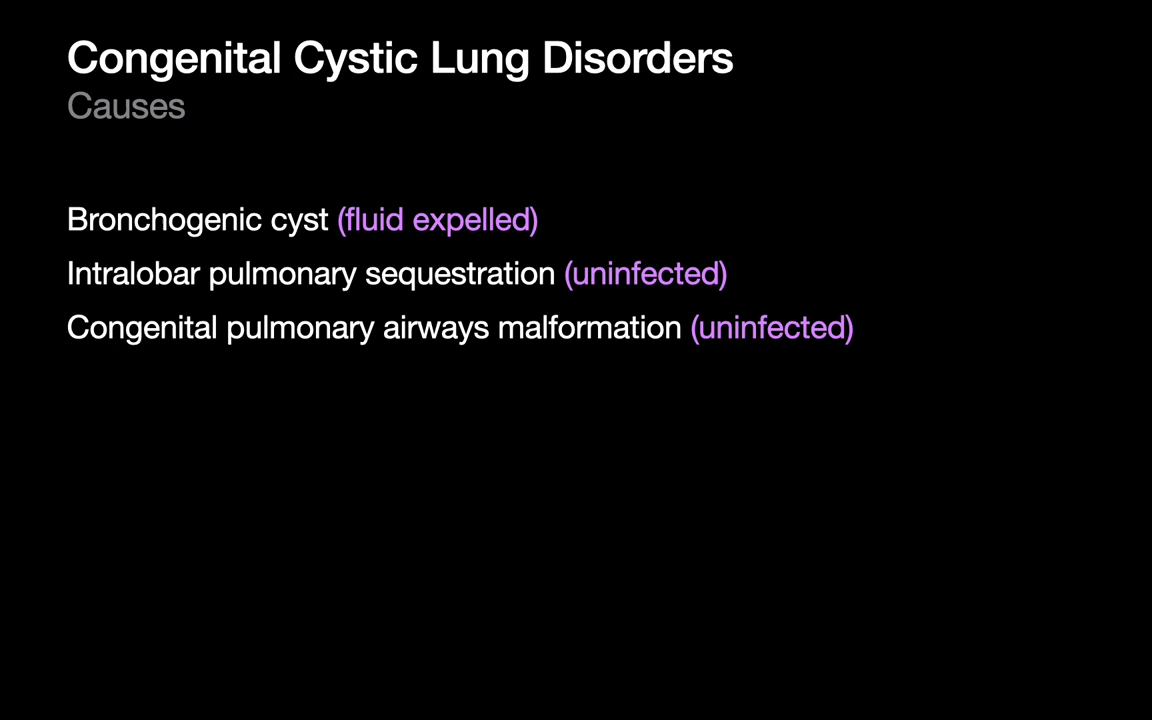 Congenital Cystic Lung Disorders
Causes
Bronchogenic cyst (fluid expelled)
Intralobar pulmonary sequestration (uninfected)
Congenital pulmonary airways malformation (uninfected)